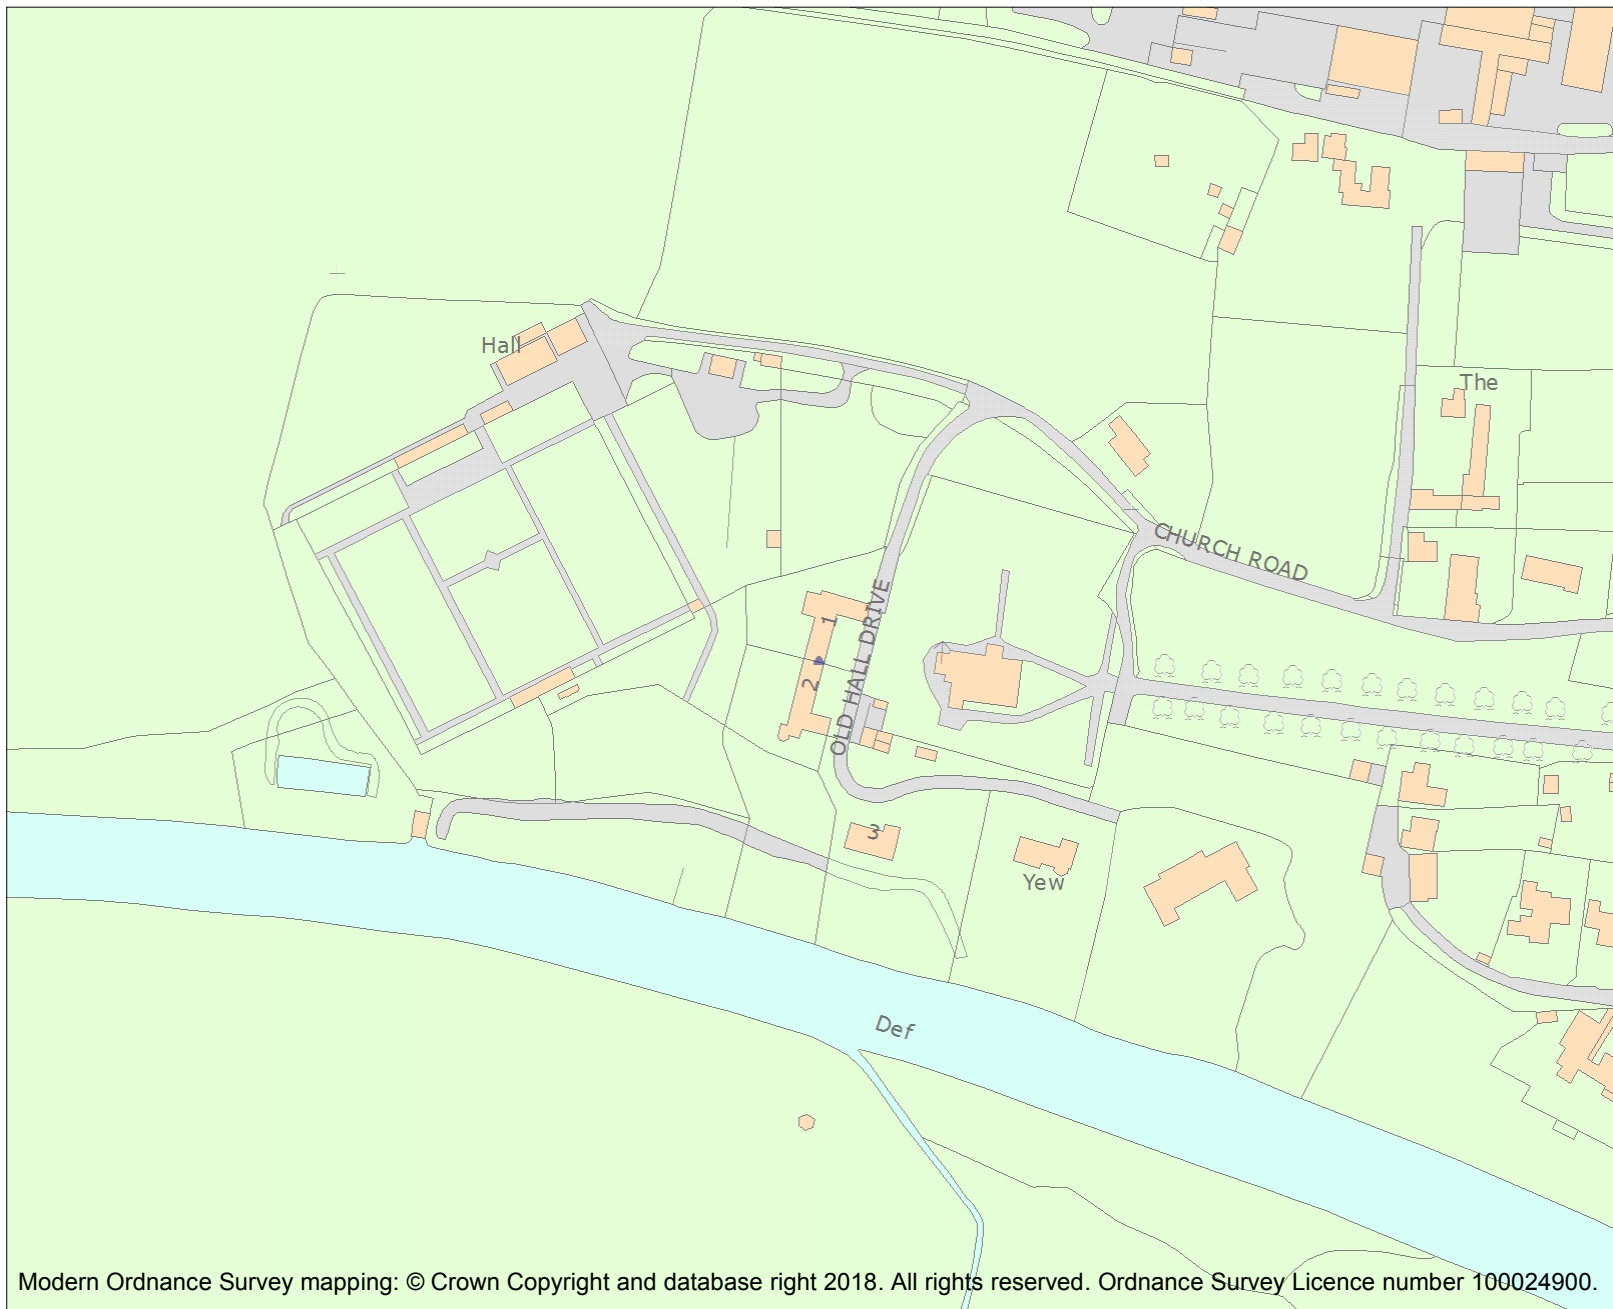 Hall
The
CHURCH ROAD
1
OLD HALL DRIVE
2
3
Yew
Def
Modern Ordnance Survey mapping: © Crown Copyright and database right 2018. All rights reserved. Ordnance Survey Licence number 100024900.